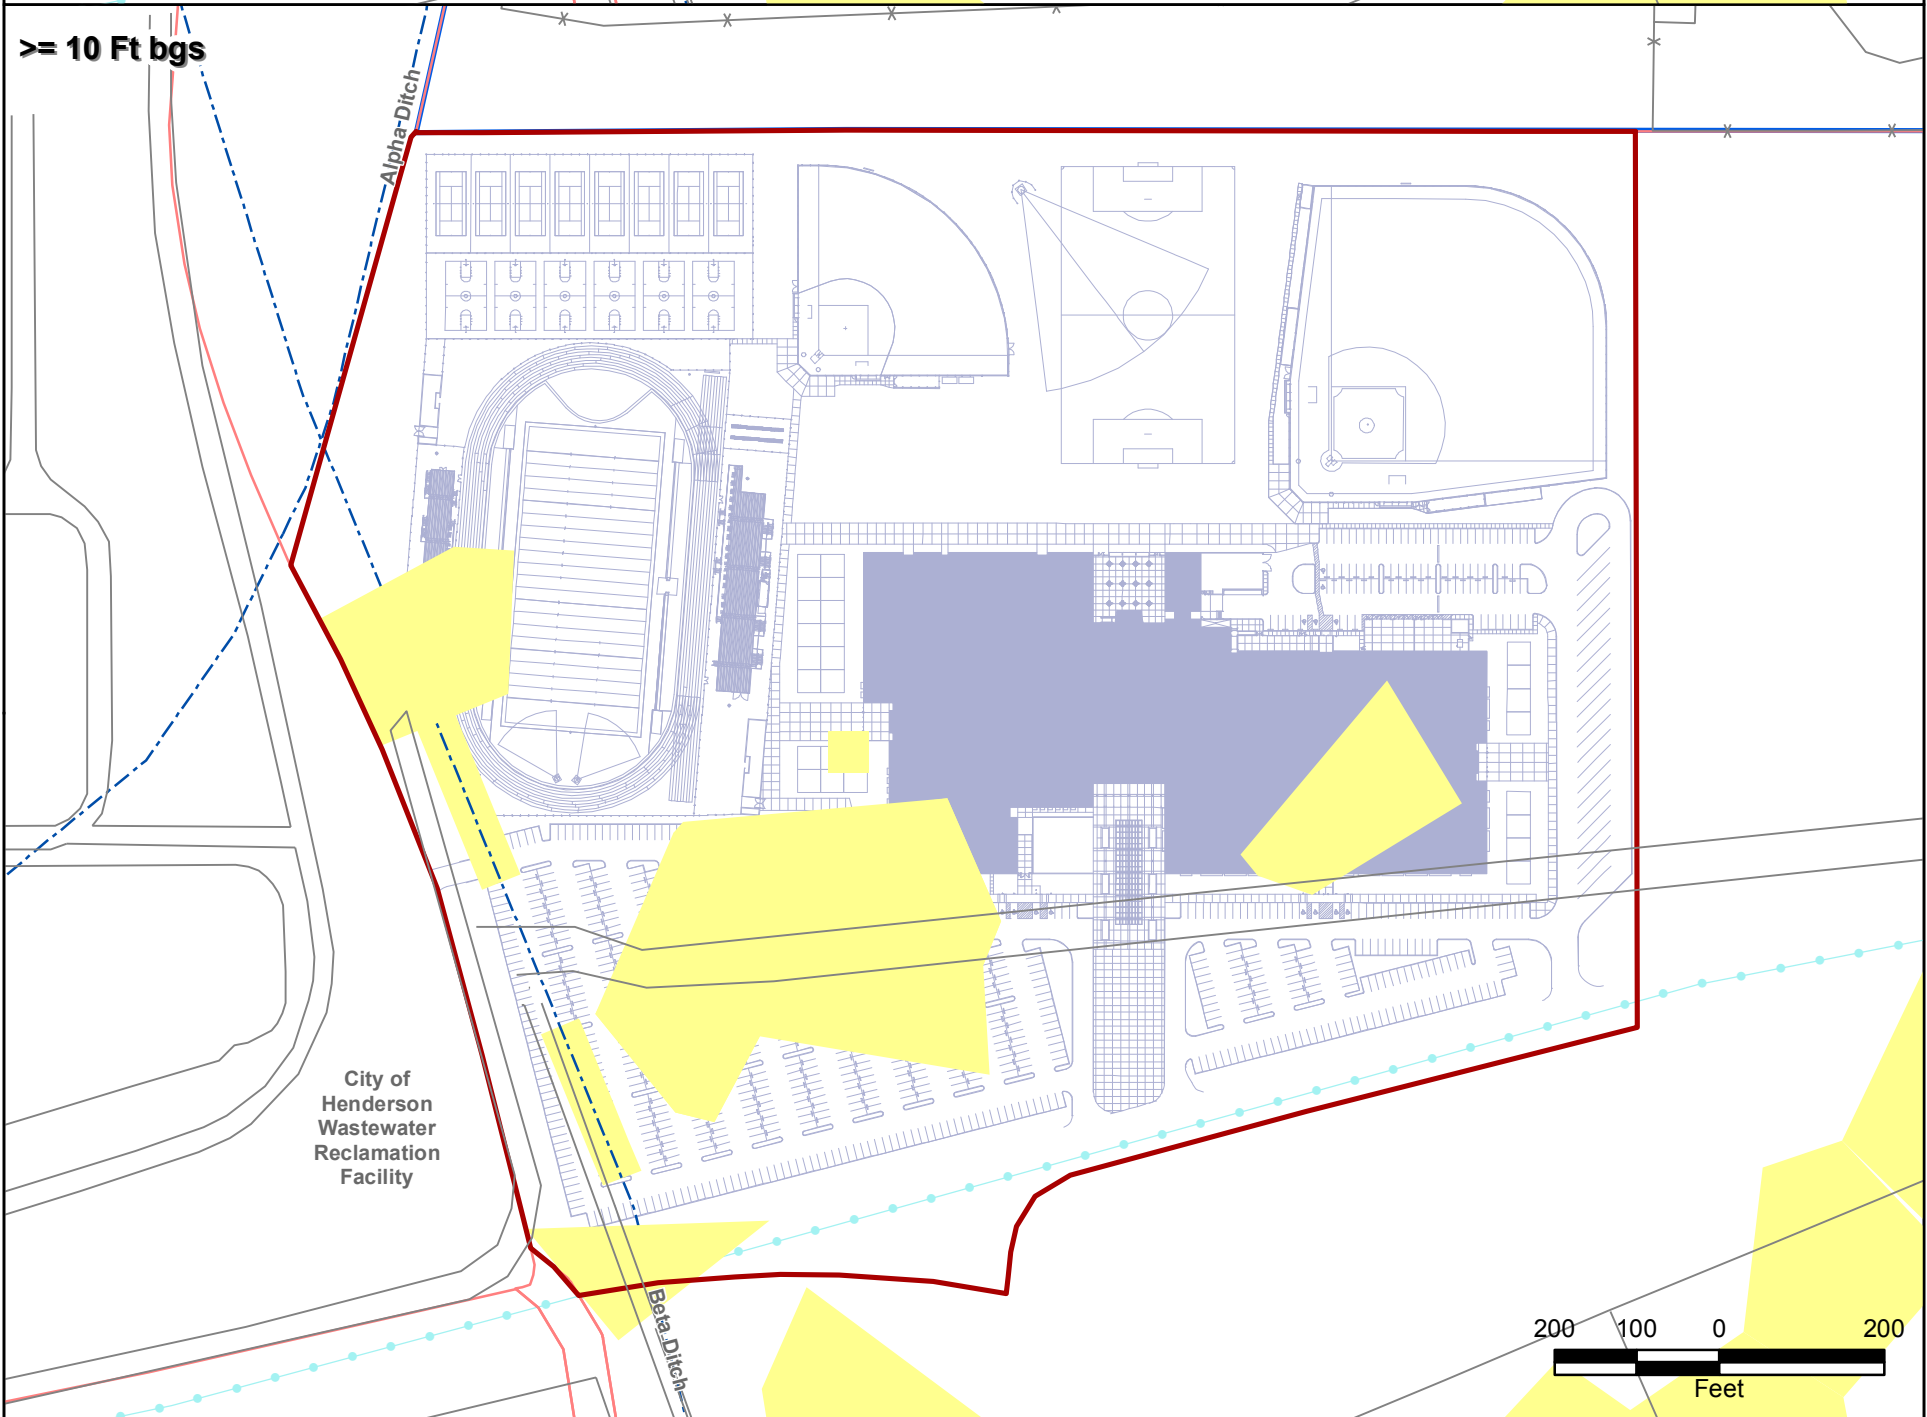 >= 10 Ft bgs
Alpha Ditch
City of
Henderson
Wastewater
Reclamation
Facility
Beta Ditch
200 100 0 200
Feet